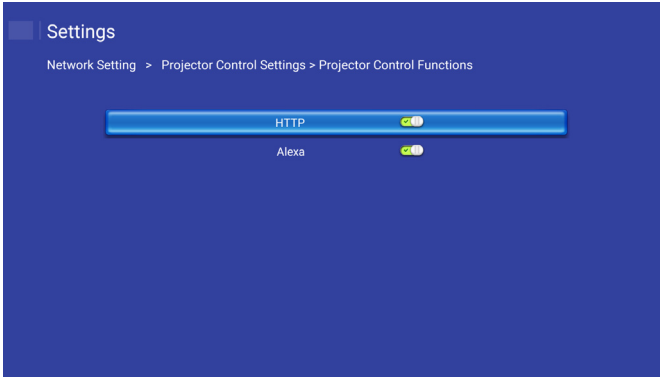 Settings
Network Setting > Projector Control Settings > Projector Control Functions
HTTP
Alexa